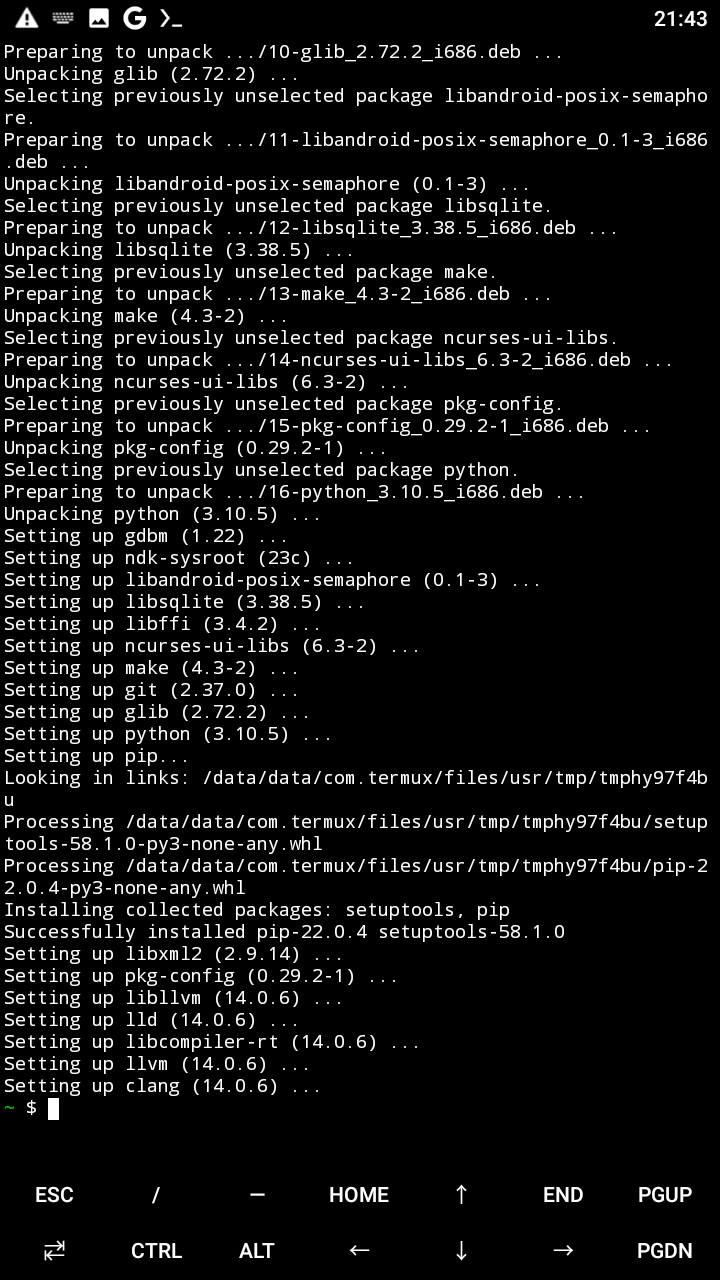 21:43
Preparing to unpack .../10-glib_2.72.2_i686.deb ...
Unpacking glib (2.72.2) ...
Selecting previously unselected package libandroid-posix-semapho
re.
Preparing to unpack .../11-libandroid-posix-semaphore_0.1-3_i686
.deb ...
Unpacking libandroid-posix-semaphore (0.1-3) ...
Selecting previously unselected package libsqlite.
Preparing to unpack .../12-libsqlite_3.38.5_i686.deb ...
Unpacking libsqlite (3.38.5) ...
Selecting previously unselected package make.
Preparing to unpack .../13-make_4.3-2_i686.deb ...
Unpacking make (4.3-2) ...
Selecting previously unselected package ncurses-ui-libs.
Preparing to unpack .../14-ncurses-ui-libs_6.3-2_i686.deb ...
Unpacking ncurses-ui-libs (6.3-2) ...
Selecting previously unselected package pkg-config.
Preparing to unpack .../15-pkg-config_0.29.2-1_i686.deb ...
Unpacking pkg-config (0.29.2-1) ...
Selecting previously unselected package python.
Preparing to unpack .../16-python_3.10.5_i686.deb ...
Unpacking python (3.10.5) ...
Setting up gdbm (1.22) ...
Setting up ndk-sysroot (23c) ...
Setting up libandroid-posix-semaphore (0.1-3) ...
Setting up libsqlite (3.38.5) ...
Setting up libffi (3.4.2) ...
Setting up ncurses-ui-libs (6.3-2) ...
Setting up make (4.3-2) ...
Setting up git (2.37.0) ...
Setting up glib (2.72.2) ...
Setting up python (3.10.5) ...
Setting up pip...
Looking in links: /data/data/com.termux/files/usr/tmp/tmphy97f4b
u
Processing /data/data/com.termux/files/usr/tmp/tmphy97f4bu/setup
tools-58.1.0-py3-none-any.whl
Processing /data/data/com.termux/files/usr/tmp/tmphy97f4bu/pip-2
2.0.4-py3-none-any.whl
Installing collected packages: setuptools, pip
Successfully installed pip-22.0.4 setuptools-58.1.0
Setting up libxml2 (2.9.14) ...
Setting up pkg-config (0.29.2-1) ...
Setting up libllvm (14.0.6) ...
Setting up lld (14.0.6) ...
Setting up libcompiler-rt (14.0.6) ...
Setting up llvm (14.0.6) ...
Setting up clang (14.0.6) ...
~ $
ESC / — HOME ↑ END PGUP
⇄ CTRL ALT ← ↓ → PGDN